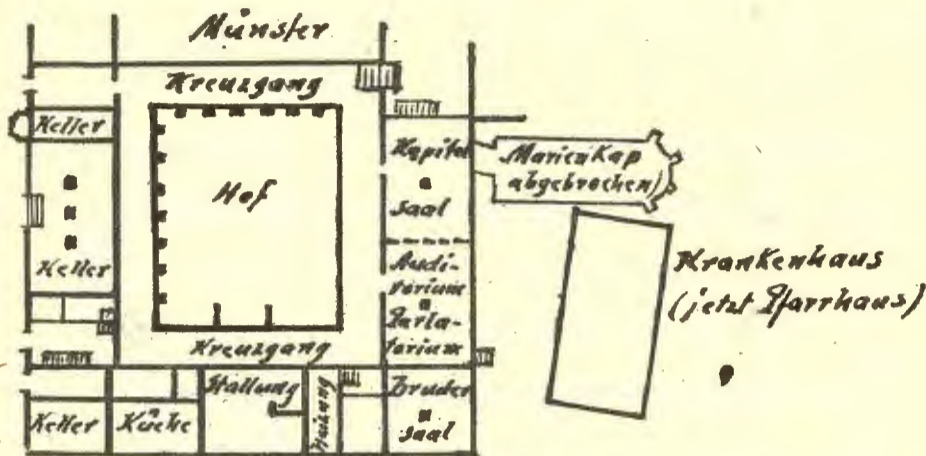 Münster
Kreuzgang
Keller
Hof
Keller
Kapitel
Saal
Marienkap
abgebrochen)
Audi-
torium
Parla-
torium
Krankenhaus
(jetzt Pfarrhaus)
Kreuzgang
Keller
Küche
Stallung
Heizung
Bruder
Saal